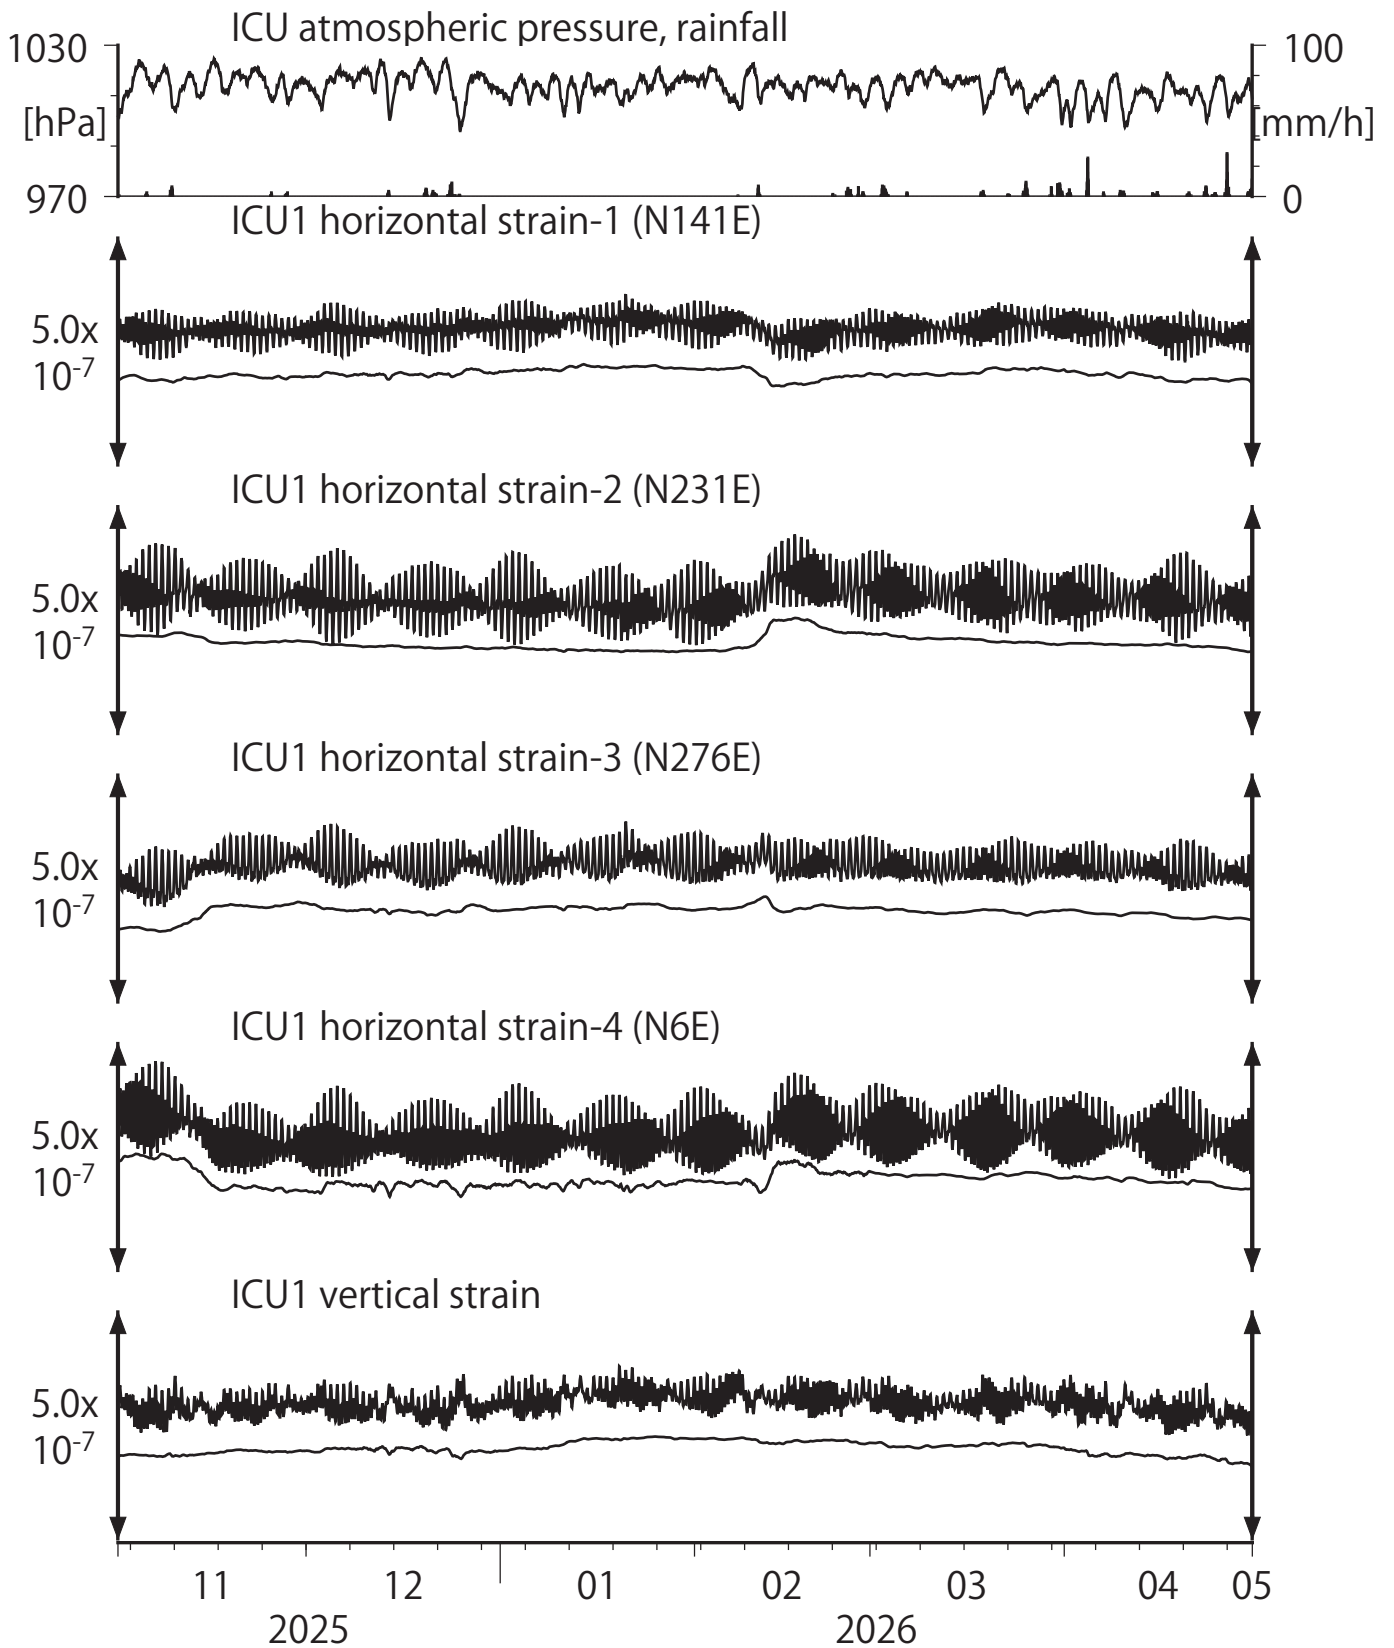 ICU atmospheric pressure, rainfall
1030
100
[hPa]
[mm/h]
970
0
ICU1 horizontal strain-1 (N141E)
5.0x
10-7
ICU1 horizontal strain-2 (N231E)
5.0x
10-7
ICU1 horizontal strain-3 (N276E)
5.0x
10-7
ICU1 horizontal strain-4 (N6E)
5.0x
10-7
ICU1 vertical strain
5.0x
10-7
11 12 01 02 03 04 05
2025 2026